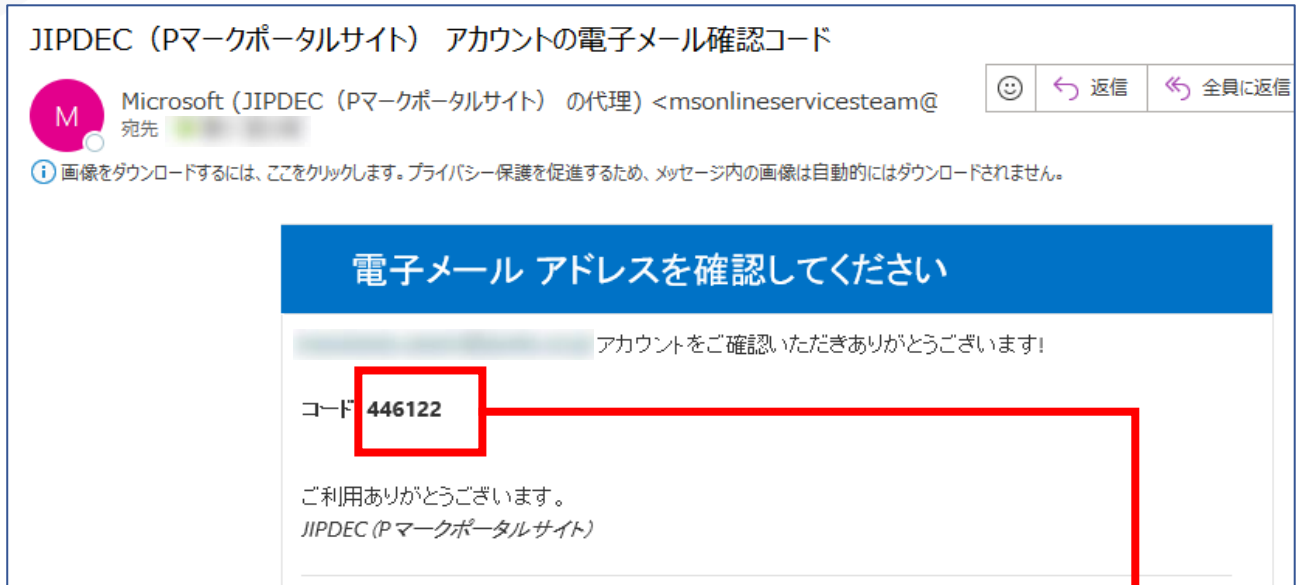 JIPDEC（Pマークポータルサイト） アカウントの電子メール確認コード
返信
全員に返信
M
Microsoft (JIPDEC（Pマークポータルサイト） の代理) <msonlineservicesteam@
宛先
画像をダウンロードするには、ここをクリックします。プライバシー保護を促進するため、メッセージ内の画像は自動的にはダウンロードされません。
電子メール アドレスを確認してください
アカウントをご確認いただきありがとうございます!
コード 446122
ご利用ありがとうございます。
JIPDEC (P マークポータルサイト)